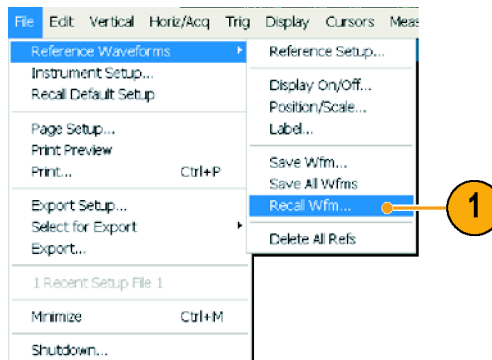 File Edit Vertical Horiz/Acq Trig Display Cursors Meas
Reference Waveforms
Instrument Setup...
Recall Default Setup
Page Setup...
Print Preview
Print... Ctrl+P
Export Setup...
Select for Export
Export...
1 Recent Setup File 1
Minimize Ctrl+M
Shutdown...
Reference Setup...
Display On/Off...
Position/Scale...
Label...
Save Wfm...
Save All Wfms
Recall Wfm...
Delete All Refs
1